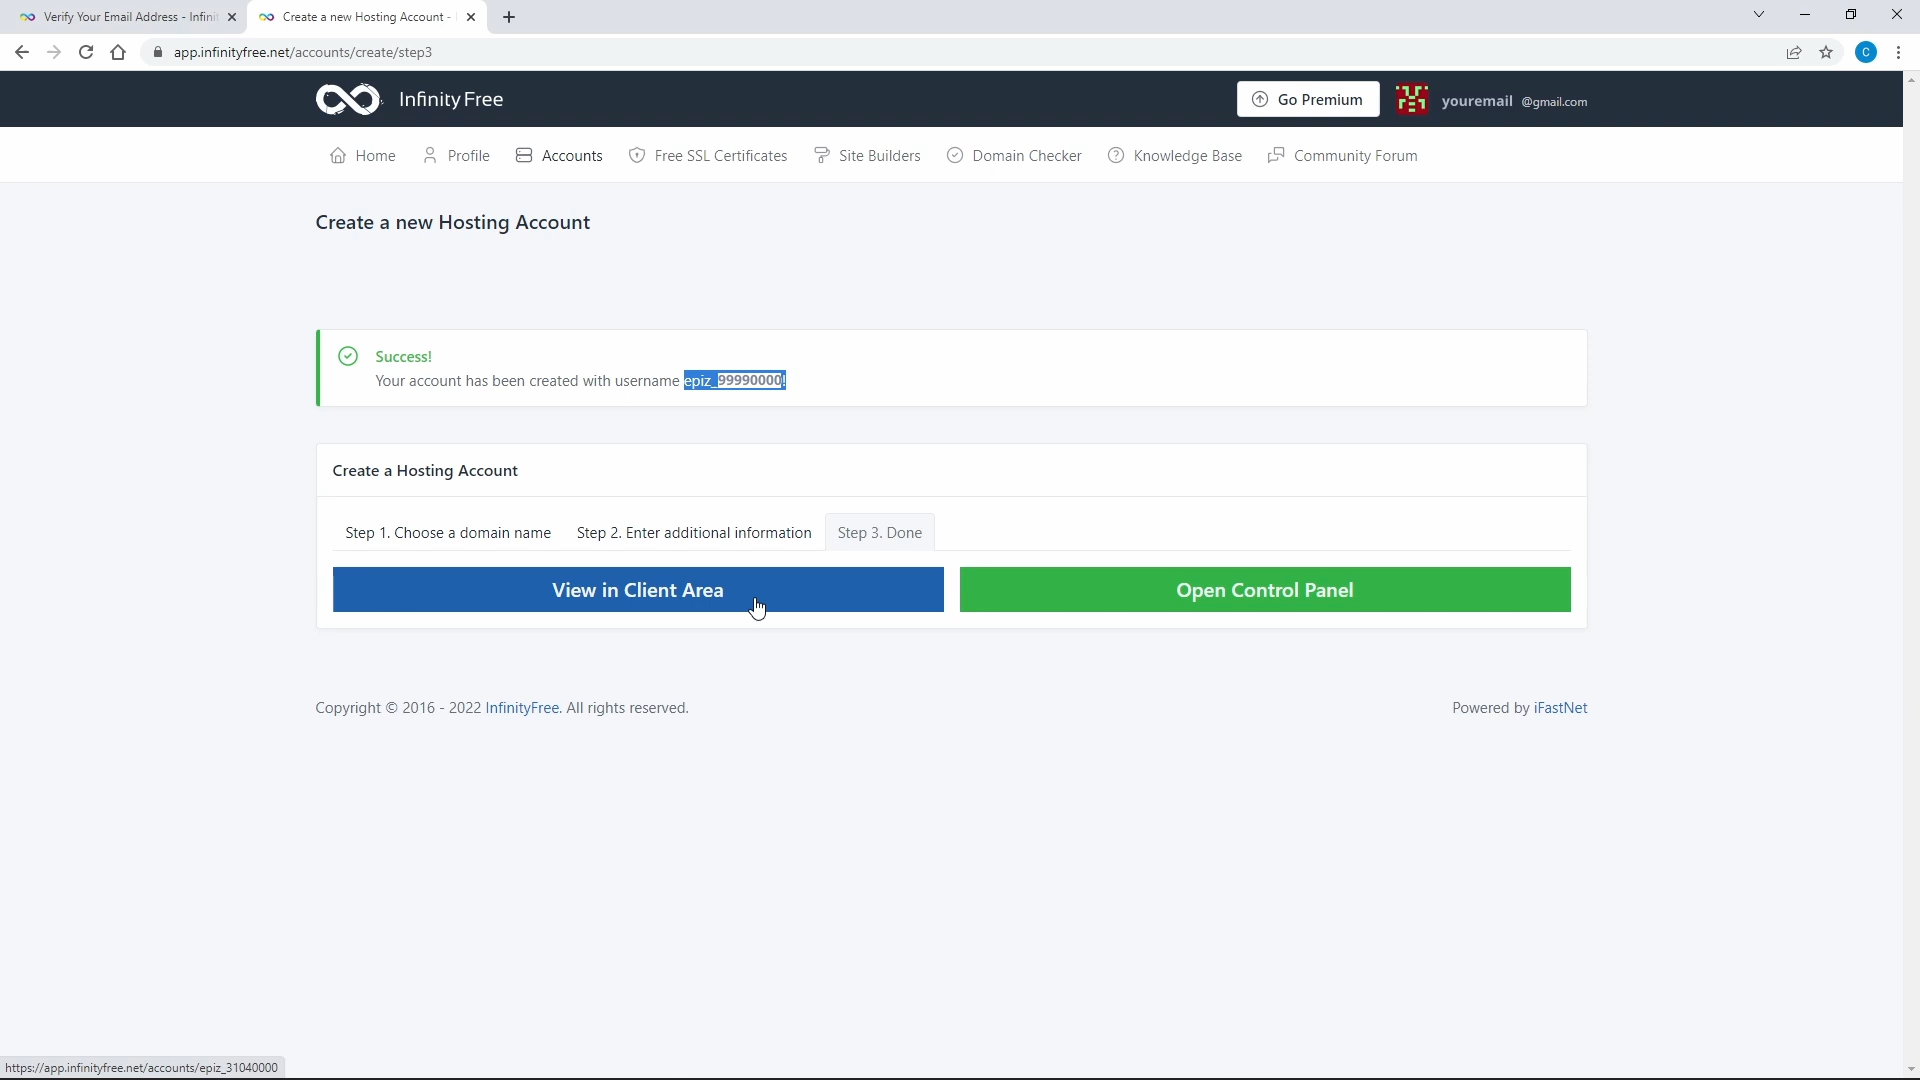 Verify Your Email Address - Infini
Create a new Hosting Account -
app.infinityfree.net/accounts/create/step3
C
Infinity Free
Go Premium
youremail @gmail.com
Home
Profile
Accounts
Free SSL Certificates
Site Builders
Domain Checker
Knowledge Base
Community Forum
Create a new Hosting Account
Success!
Your account has been created with username epiz_99990000!
Create a Hosting Account
Step 1. Choose a domain name
Step 2. Enter additional information
Step 3. Done
View in Client Area
Open Control Panel
Copyright © 2016 - 2022 InfinityFree. All rights reserved.
Powered by iFastNet
https://app.infinityfree.net/accounts/epiz_31040000